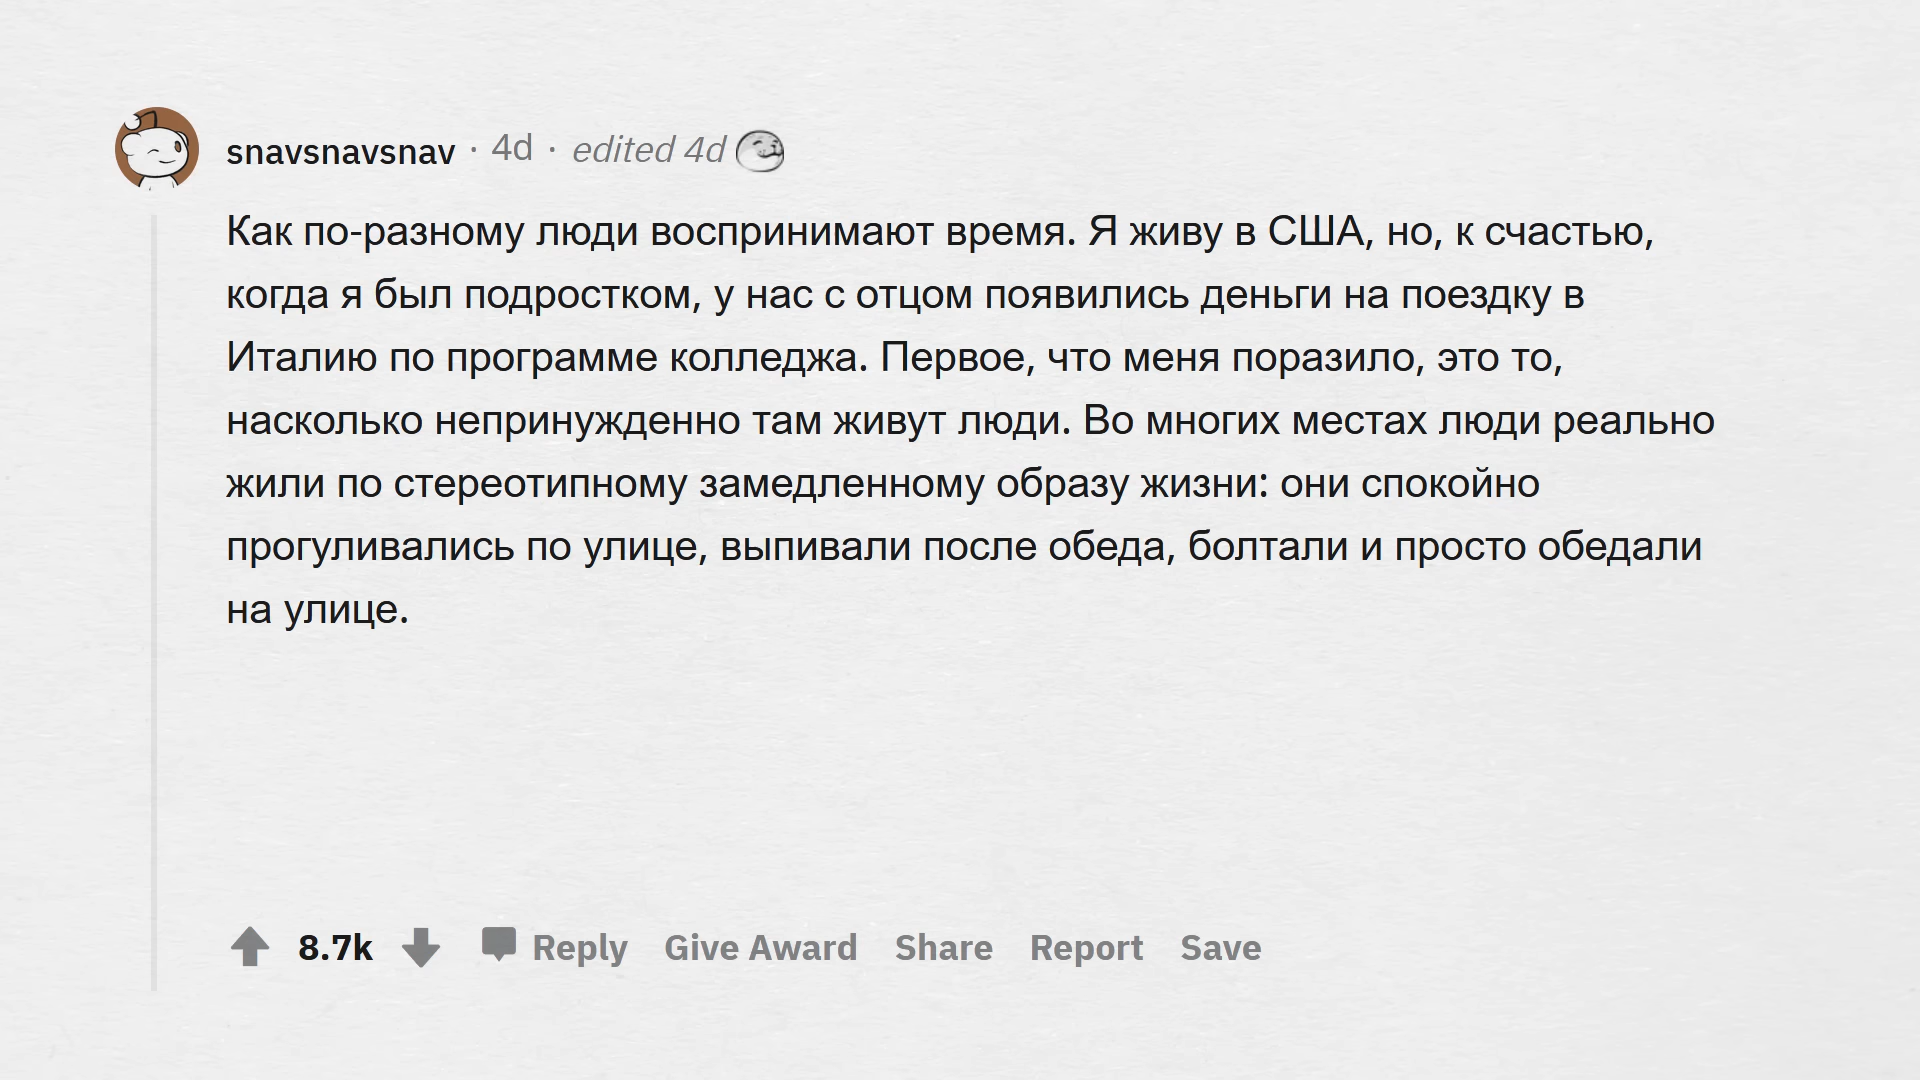 snavsnavsnav · 4d · edited 4d
Как по-разному люди воспринимают время. Я живу в США, но, к счастью,
когда я был подростком, у нас с отцом появились деньги на поездку в
Италию по программе колледжа. Первое, что меня поразило, это то,
насколько непринужденно там живут люди. Во многих местах люди реально
жили по стереотипному замедленному образу жизни: они спокойно
прогуливались по улице, выпивали после обеда, болтали и просто обедали
на улице.
8.7k Reply Give Award Share Report Save